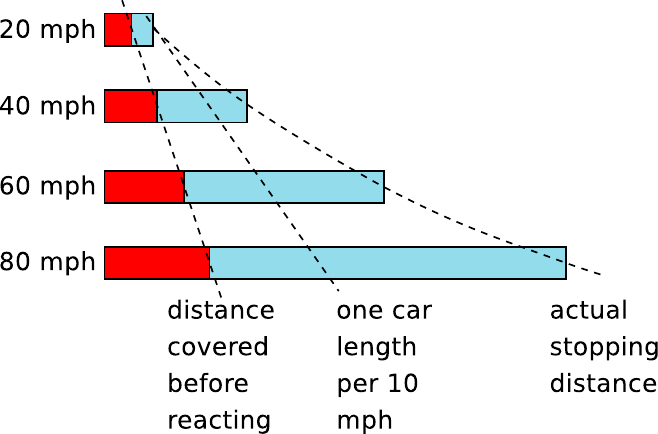 20 mph
40 mph
60 mph
80 mph
distance
covered
before
reacting
one car
length
per 10
mph
actual
stopping
distance